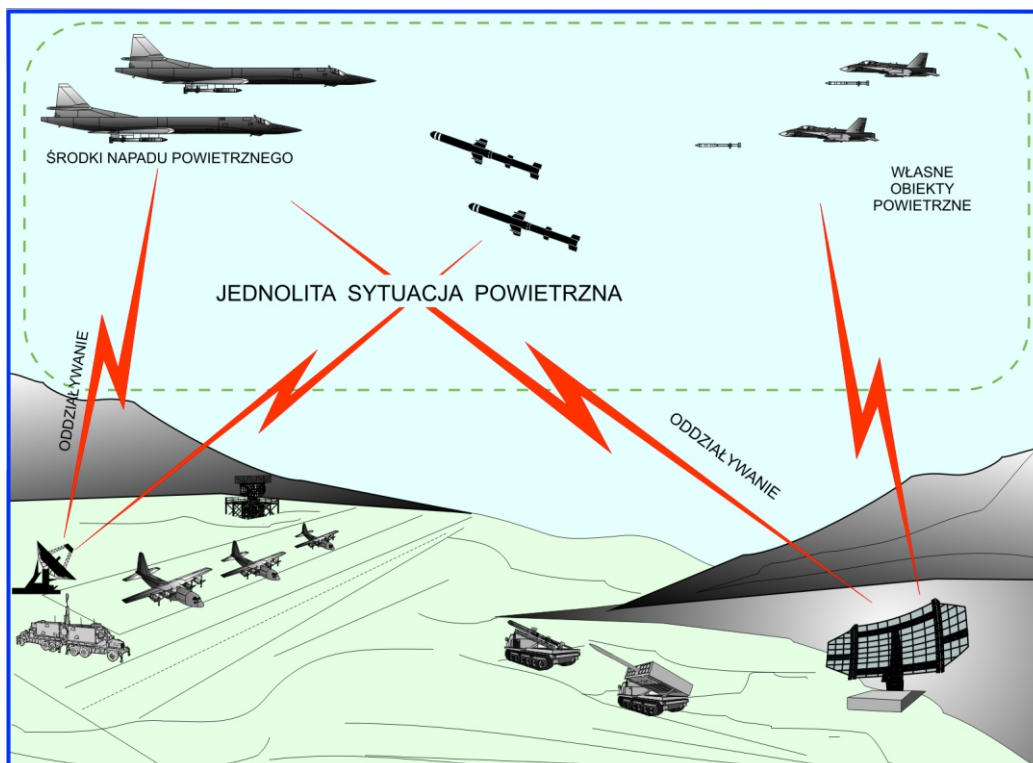 ŚRODKI NAPADU POWIETRZNEGO
WŁASNE
OBIEKTY
POWIETRZNE
JEDNOLITA SYTUACJA POWIETRZNA
ODDZIAŁYWANIE
ODDZIAŁYWANIE